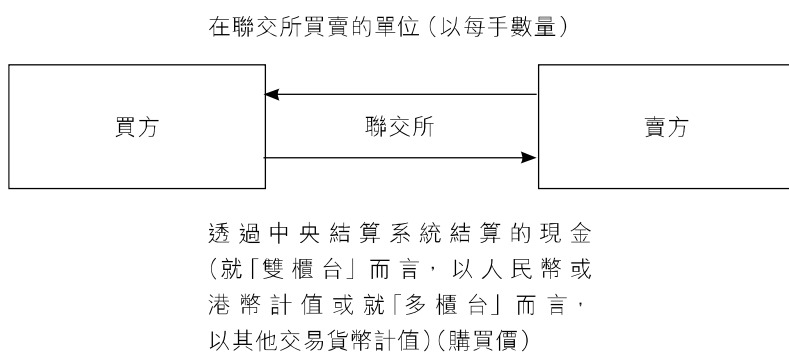 在聯交所買賣的單位（以每手數量）
買方
聯交所
賣方
透過中央結算系統結算的現金
（就「雙櫃台」而言，以人民幣或
港幣計值或就「多櫃台」而言，
以其他交易貨幣計值）（購買價）